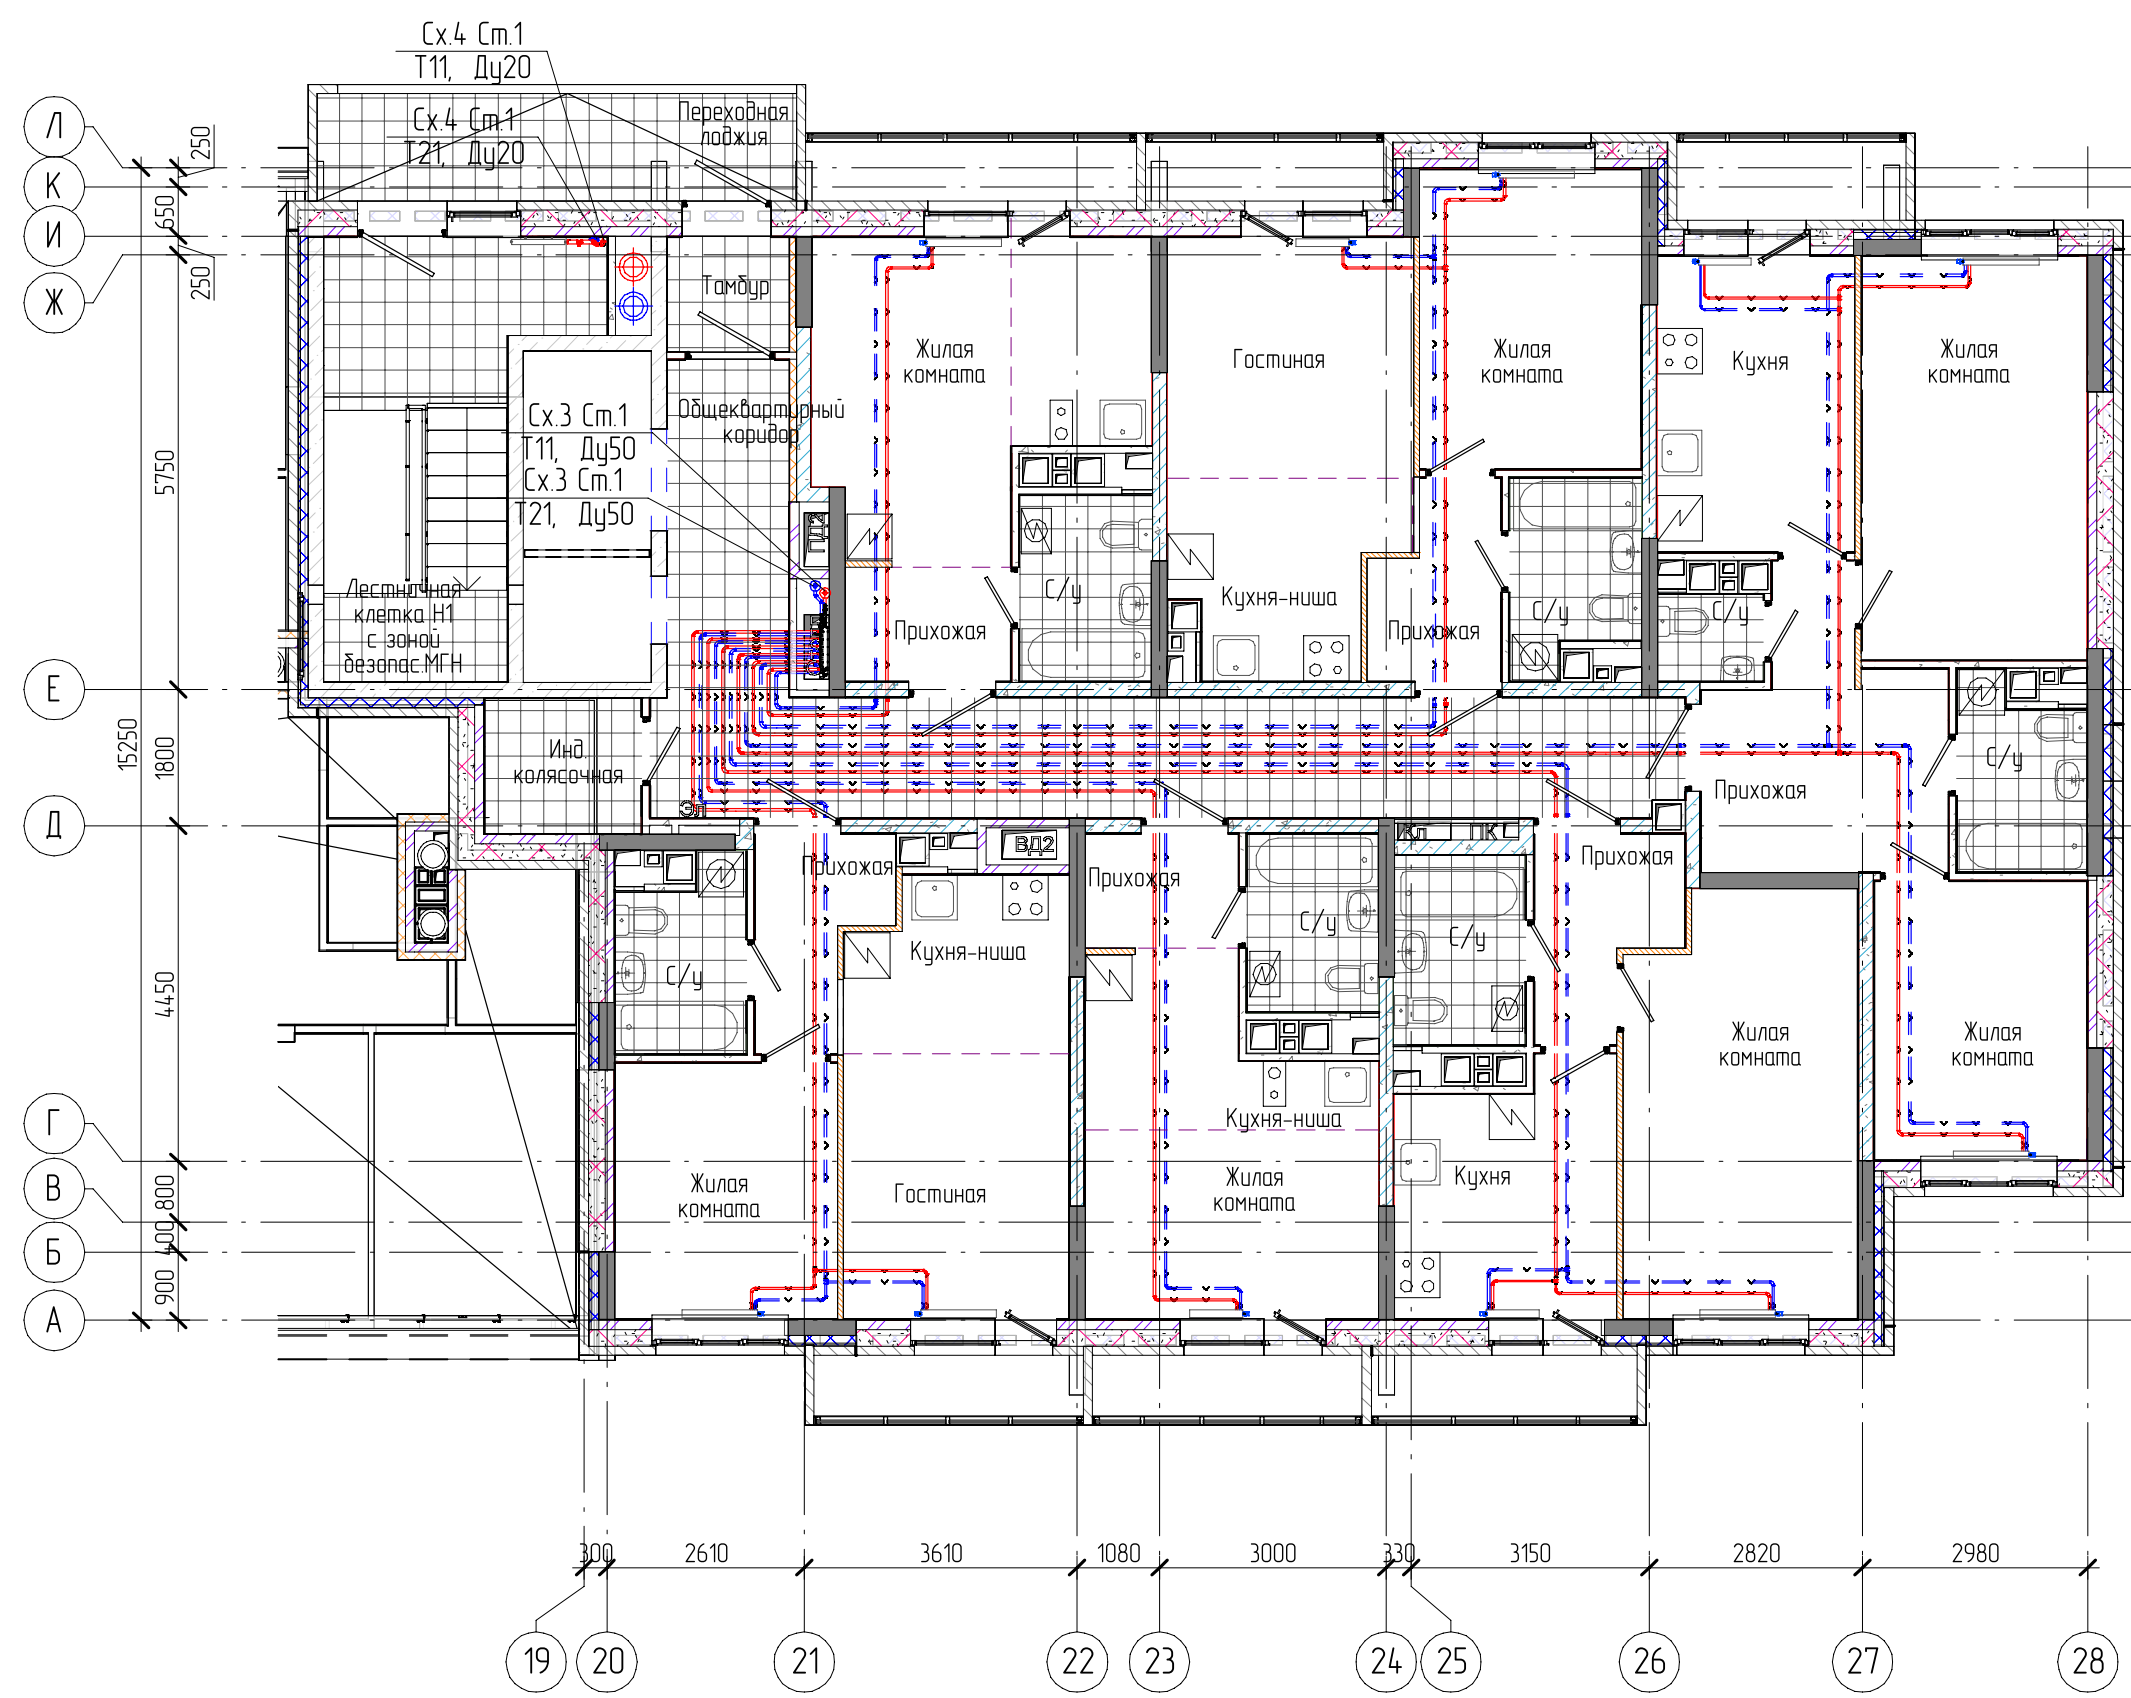 Сх.4 Ст.1
Т11, Ду20
Сх.4 Ст.1
Т21, Ду20
Переходная
лоджия
Л
К
И
Ж
250
650
250
Тамбур
Жилая
комната
Гостиная
Жилая
комната
Кухня
Жилая
комната
Общеквартирный
коридор
Сх.3 Ст.1
Т11, Ду50
Сх.3 Ст.1
Т21, Ду50
5750
ПД2
Лестничная
клетка Н1
с зоной
безопас.МГН
С/у
Кухня-ниша
С/у
С/у
Прихожая
Прихожая
Е
15250
1800
Инд.
колясочная
С/у
Прихожая
Эл
Д
ВД2
Кл
ПК
Прихожая
Прихожая
Прихожая
С/у
Кухня-ниша
С/у
С/у
4450
Жилая
комната
Жилая
комната
Кухня-ниша
Г
В
Б
А
800
400
900
Жилая
комната
Гостиная
Жилая
комната
Кухня
300
2610
3610
1080
3000
330
3150
2820
2980
19
20
21
22
23
24
25
26
27
28